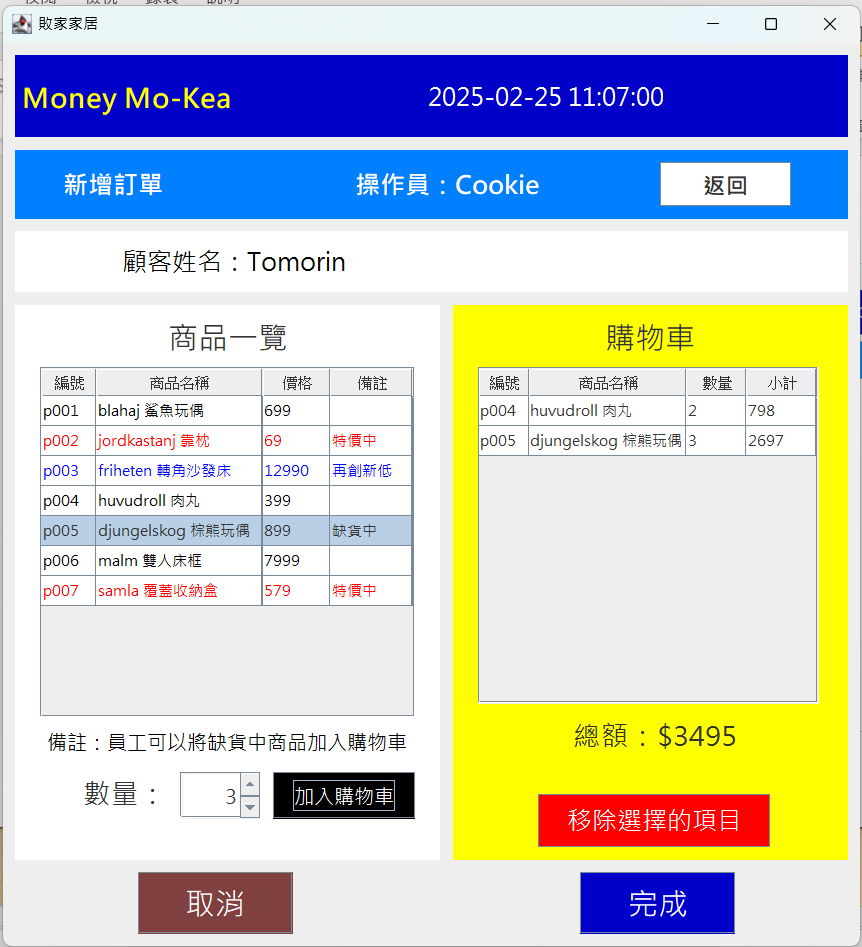 敗家家居
Money Mo-Kea
2025-02-25 11:07:00
新增訂單
操作員：Cookie
返回
顧客姓名：Tomorin
商品一覽
編號 商品名稱 價格 備註
p001 blahaj 鯊魚玩偶 699
p002 jordkastanj 靠枕 69 特價中
p003 friheten 轉角沙發床 12990 再創新低
p004 huvudroll 肉丸 399
p005 djungelskog 棕熊玩偶 899 缺貨中
p006 malm 雙人床框 7999
p007 samla 覆蓋收納盒 579 特價中
備註：員工可以將缺貨中商品加入購物車
數量： 3 加入購物車
購物車
編號 商品名稱 數量 小計
p004 huvudroll 肉丸 2 798
p005 djungelskog 棕熊玩偶 3 2697
總額：$3495
移除選擇的項目
取消
完成